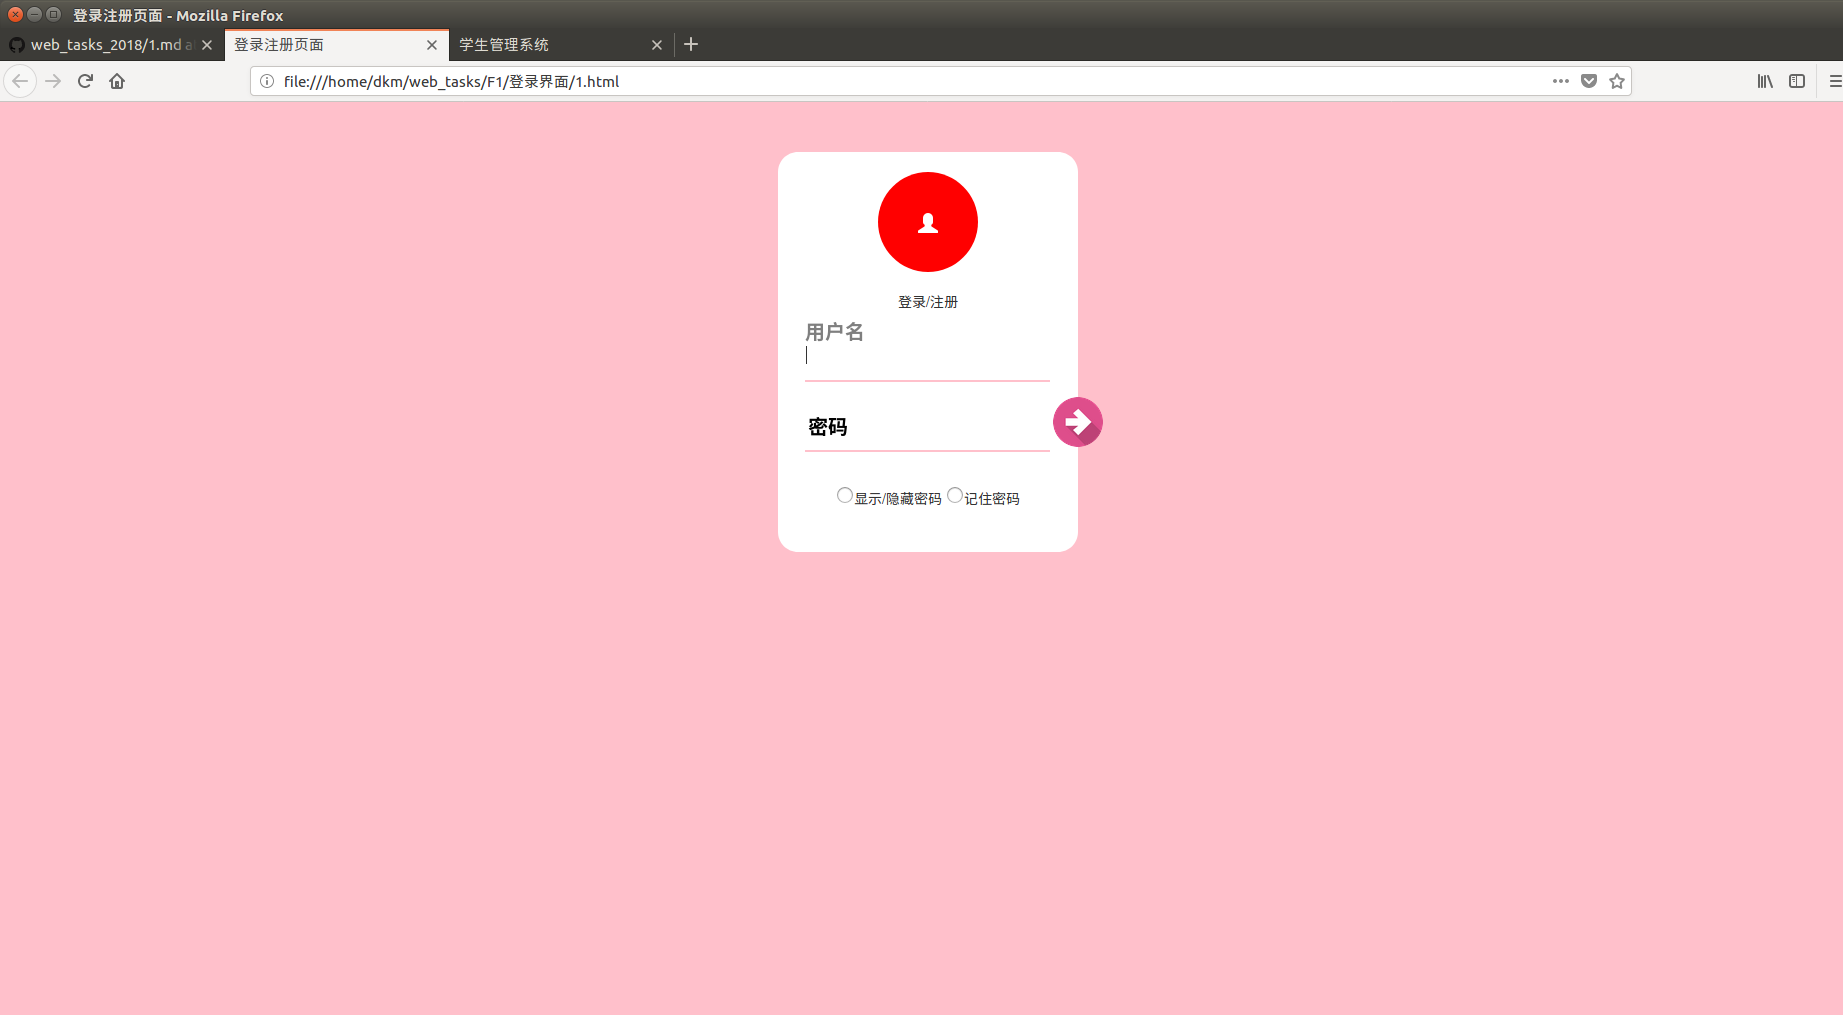 登录注册页面 - Mozilla Firefox
web_tasks_2018/1.md a
登录注册页面
学生管理系统
file:///home/dkm/web_tasks/F1/登录界面/1.html
登录/注册
用户名
密码
显示/隐藏密码 记住密码